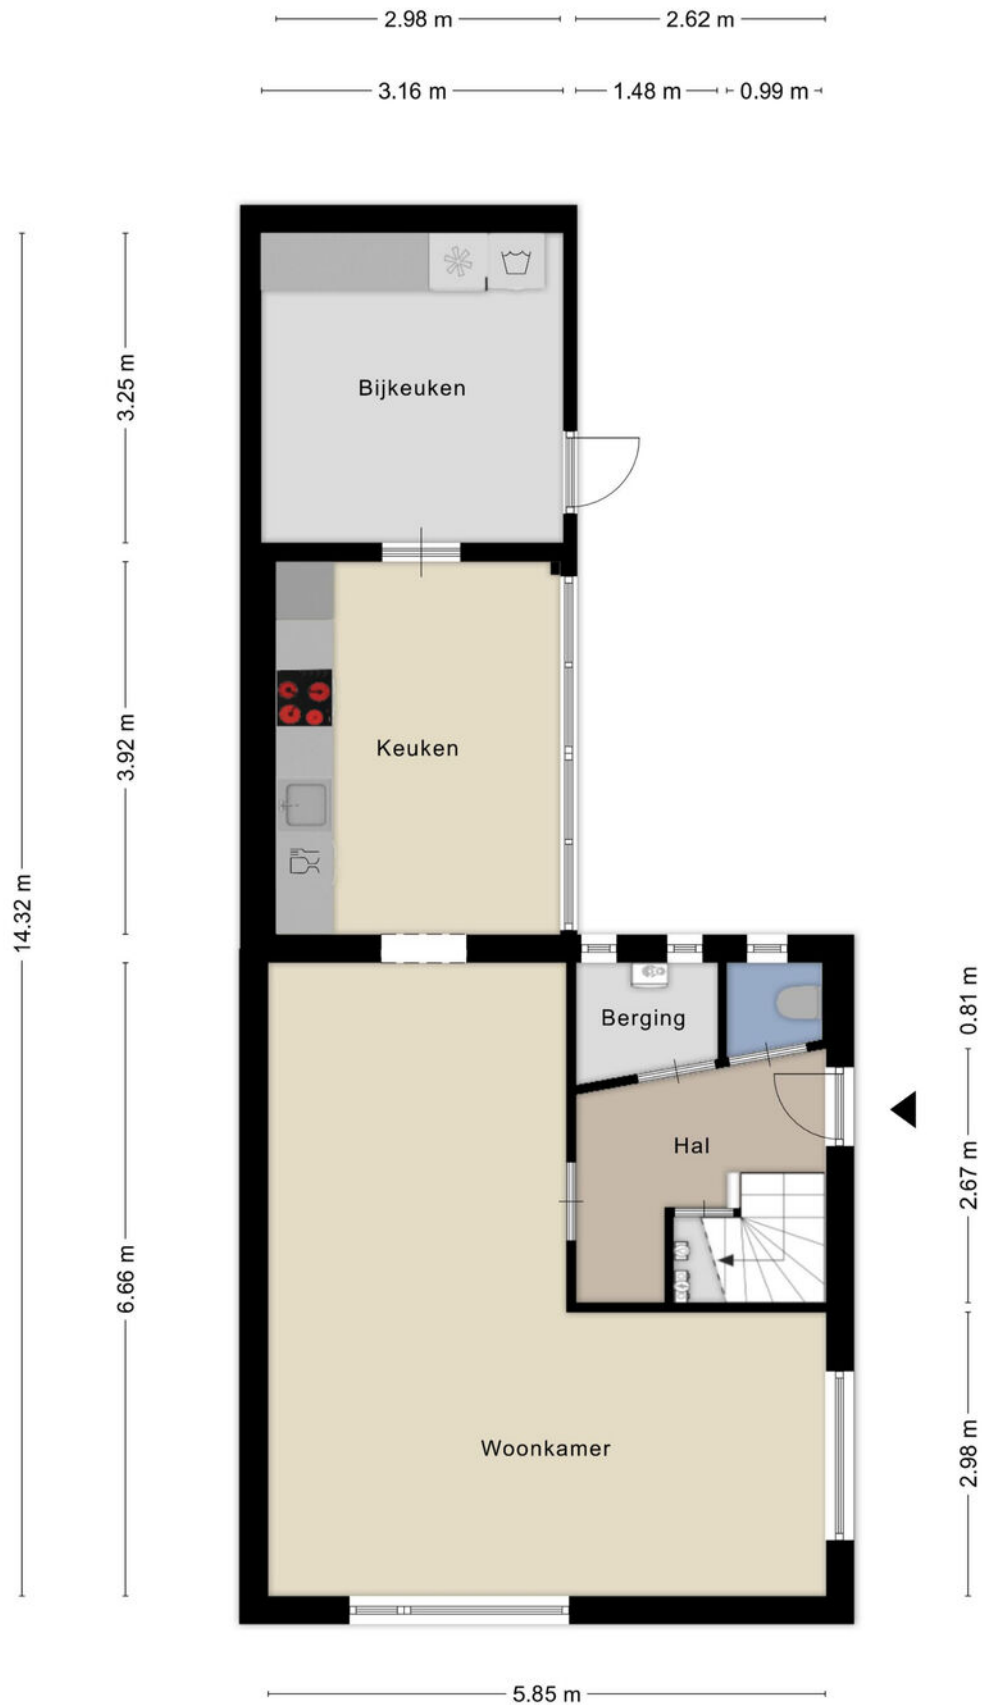 2.98 m
2.62 m
3.16 m
1.48 m
0.99 m
3.25 m
Bijkeuken
3.92 m
Keuken
14.32 m
0.81 m
Berging
Hal
2.67 m
6.66 m
Woonkamer
2.98 m
5.85 m